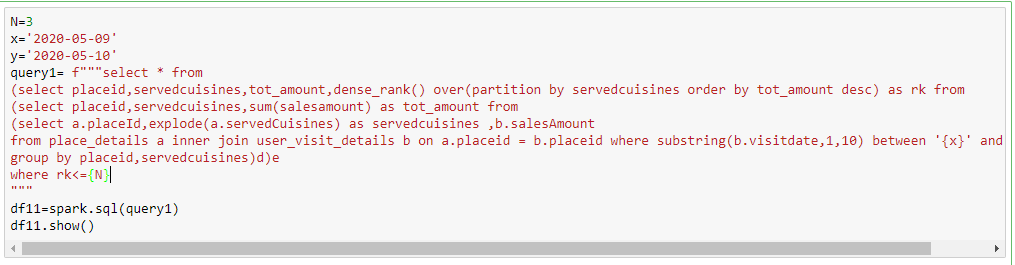 N=3
x='2020-05-09'
y='2020-05-10'
query1= f"""select * from
(select placeid,servedcuisines,tot_amount,dense_rank() over(partition by servedcuisines order by tot_amount desc) as rk from
(select placeid,servedcuisines,sum(salesamount) as tot_amount from
(select a.placeId,explode(a.servedCuisines) as servedcuisines ,b.salesAmount
from place_details a inner join user_visit_details b on a.placeid = b.placeid where substring(b.visitdate,1,10) between '{x}' and
group by placeid,servedcuisines)d)e
where rk<={N}
"""
df11=spark.sql(query1)
df11.show()